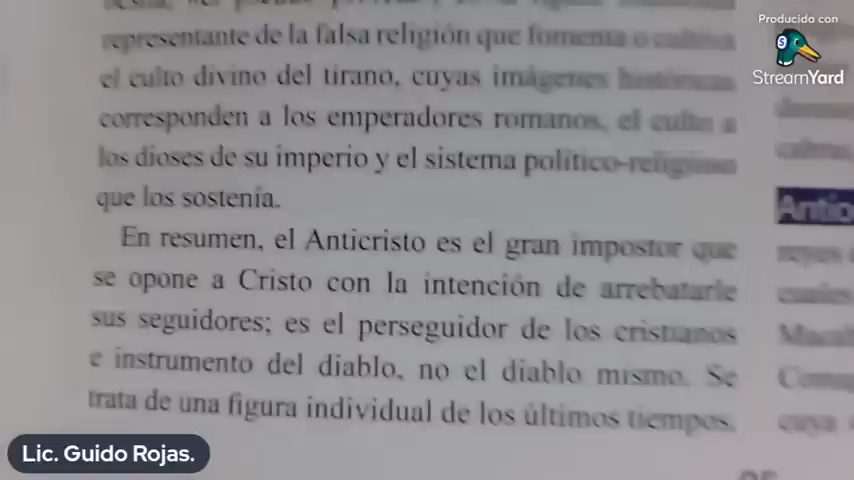 Producido con
StreamYard
representante de la falsa religión que fomenta o cultiva
el culto divino del tirano, cuyas imágenes históricas
corresponden a los emperadores romanos, el culto a
los dioses de su imperio y el sistema político-religioso
que los sostenía.
En resumen, el Anticristo es el gran impostor que
se opone a Cristo con la intención de arrebatarle
sus seguidores; es el perseguidor de los cristianos
e instrumento del diablo, no el diablo mismo. Se
trata de una figura individual de los últimos tiempos,
Lic. Guido Rojas.